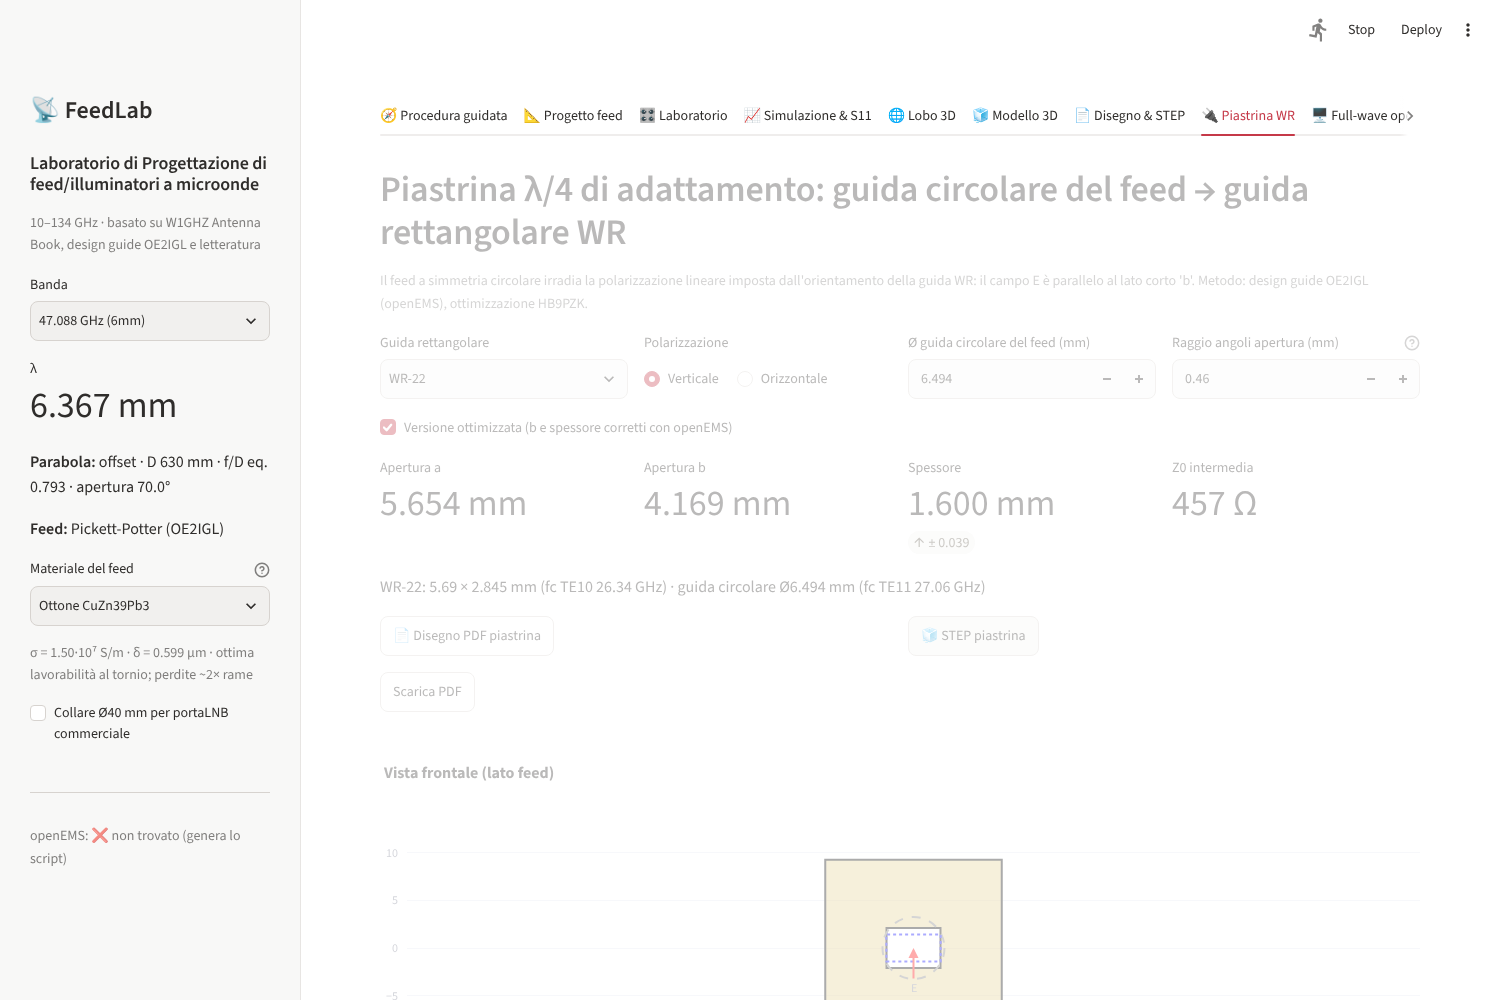 Stop
Deploy
📡 FeedLab
Laboratorio di Progettazione di
feed/illuminatori a microonde
10–134 GHz · basato su W1GHZ Antenna
Book, design guide OE2IGL e letteratura
Banda
47.088 GHz (6mm)
λ
6.367 mm
Parabola: offset · D 630 mm · f/D eq.
0.793 · apertura 70.0°
Feed: Pickett-Potter (OE2IGL)
Materiale del feed
Ottone CuZn39Pb3
σ = 1.50·10⁷ S/m · δ = 0.599 µm · ottima
lavorabilità al tornio; perdite ~2× rame
Collare Ø40 mm per portaLNB
commerciale
openEMS: ❌ non trovato (genera lo
script)
🧭 Procedura guidata
📐 Progetto feed
🎛️ Laboratorio
📈 Simulazione & S11
🌐 Lobo 3D
🧊 Modello 3D
📄 Disegno & STEP
🔌 Piastrina WR
🖥️ Full-wave op
Piastrina λ/4 di adattamento: guida circolare del feed → guida
rettangolare WR
Il feed a simmetria circolare irradia la polarizzazione lineare imposta dall'orientamento della guida WR: il campo E è parallelo al lato corto 'b'. Metodo: design guide OE2IGL
(openEMS), ottimizzazione HB9PZK.
Guida rettangolare
WR-22
Polarizzazione
Verticale
Orizzontale
Ø guida circolare del feed (mm)
6.494
Raggio angoli apertura (mm)
0.46
Versione ottimizzata (b e spessore corretti con openEMS)
Apertura a
5.654 mm
Apertura b
4.169 mm
Spessore
1.600 mm
↑ ± 0.039
Z0 intermedia
457 Ω
WR-22: 5.69 × 2.845 mm (fc TE10 26.34 GHz) · guida circolare Ø6.494 mm (fc TE11 27.06 GHz)
📄 Disegno PDF piastrina
🧊 STEP piastrina
Scarica PDF
Vista frontale (lato feed)
10
5
0
−5
E